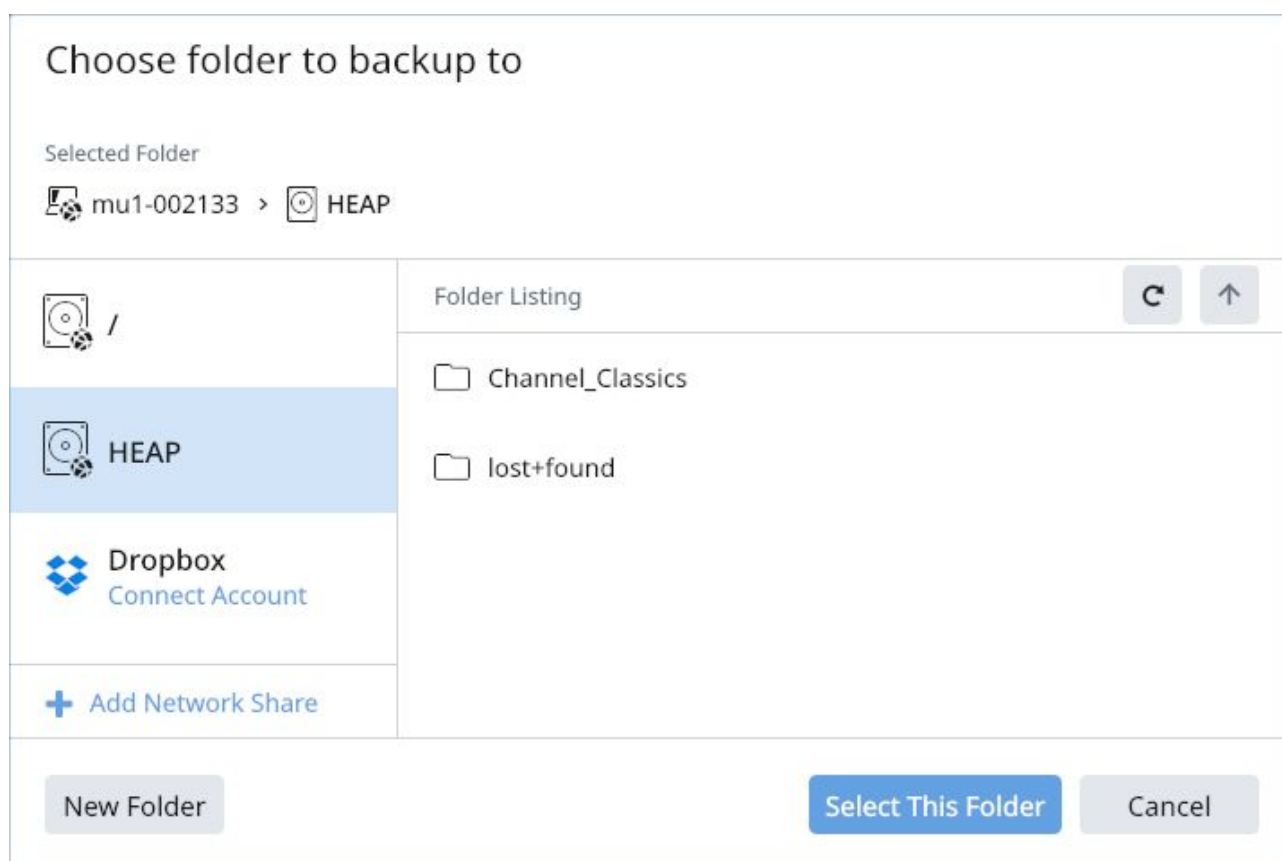 Choose folder to backup to
Selected Folder
mu1-002133 > HEAP
/
HEAP
Dropbox
Connect Account
Add Network Share
Folder Listing
Channel_Classics
lost+found
New Folder
Select This Folder
Cancel